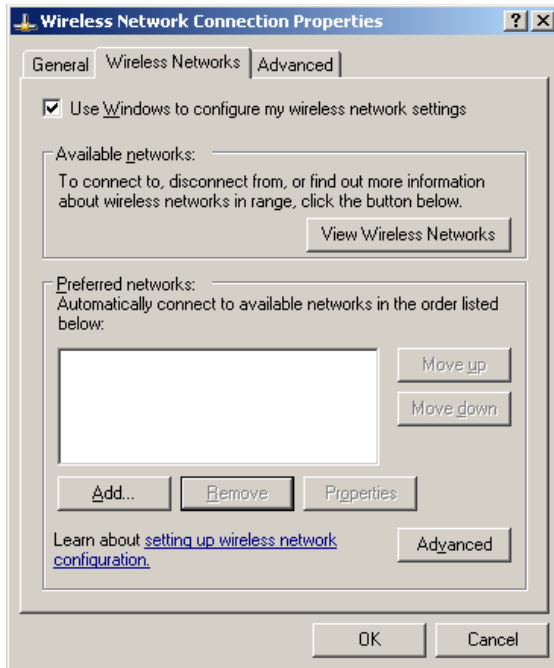 Wireless Network Connection Properties
General Wireless Networks Advanced
Use Windows to configure my wireless network settings
Available networks:
To connect to, disconnect from, or find out more information
about wireless networks in range, click the button below.
View Wireless Networks
Preferred networks:
Automatically connect to available networks in the order listed
below:
Move up
Move down
Add... Remove Properties
Learn about setting up wireless network
configuration.
Advanced
OK Cancel